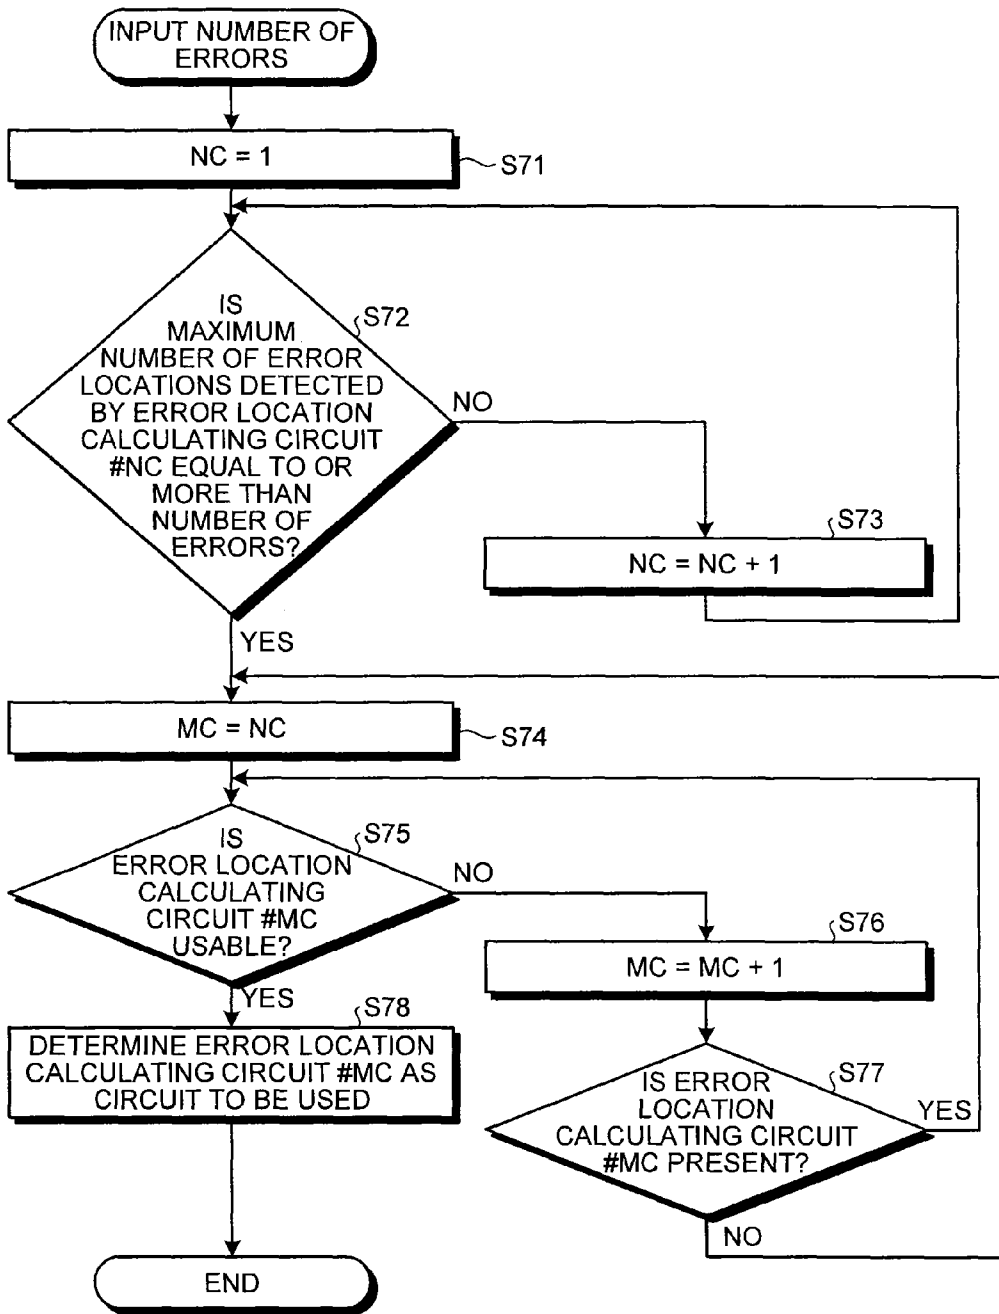 INPUT NUMBER OF
ERRORS
NC = 1
S71
IS
MAXIMUM
NUMBER OF ERROR
LOCATIONS DETECTED
BY ERROR LOCATION
CALCULATING CIRCUIT
#NC EQUAL TO OR
MORE THAN
NUMBER OF
ERRORS?
S72
NO
S73
NC = NC + 1
YES
MC = NC
S74
IS
ERROR LOCATION
CALCULATING
CIRCUIT #MC
USABLE?
S75
NO
S76
MC = MC + 1
YES
S78
DETERMINE ERROR LOCATION
CALCULATING CIRCUIT #MC AS
CIRCUIT TO BE USED
IS ERROR
LOCATION
CALCULATING CIRCUIT
#MC PRESENT?
S77
YES
NO
END